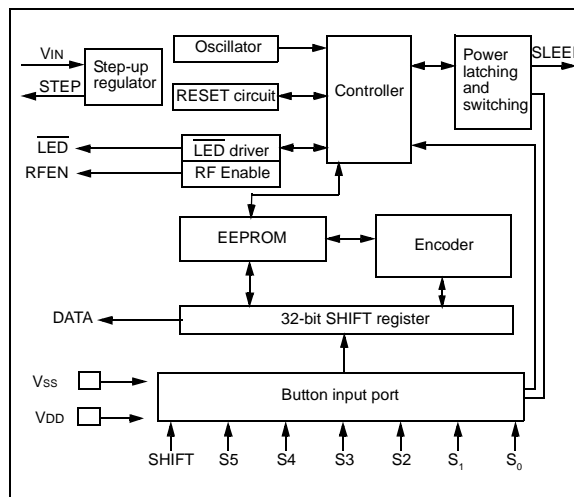 VIN
STEP
Step-up
regulator
Oscillator
RESET circuit
Controller
Power
latching
and
switching
SLEEP
LED
RFEN
LED driver
RF Enable
EEPROM
Encoder
DATA
32-bit SHIFT register
VSS
VDD
Button input port
SHIFT S5 S4 S3 S2 S1 S0